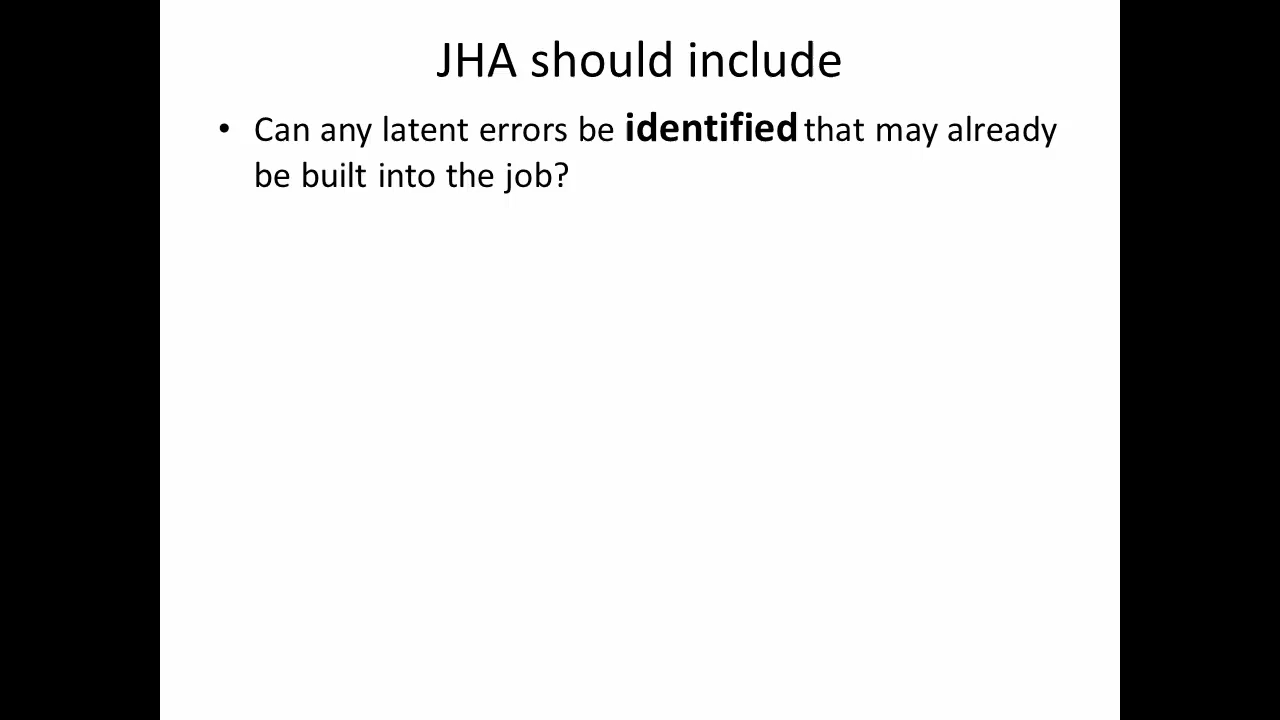 JHA should include
• Can any latent errors be identified that may already
be built into the job?